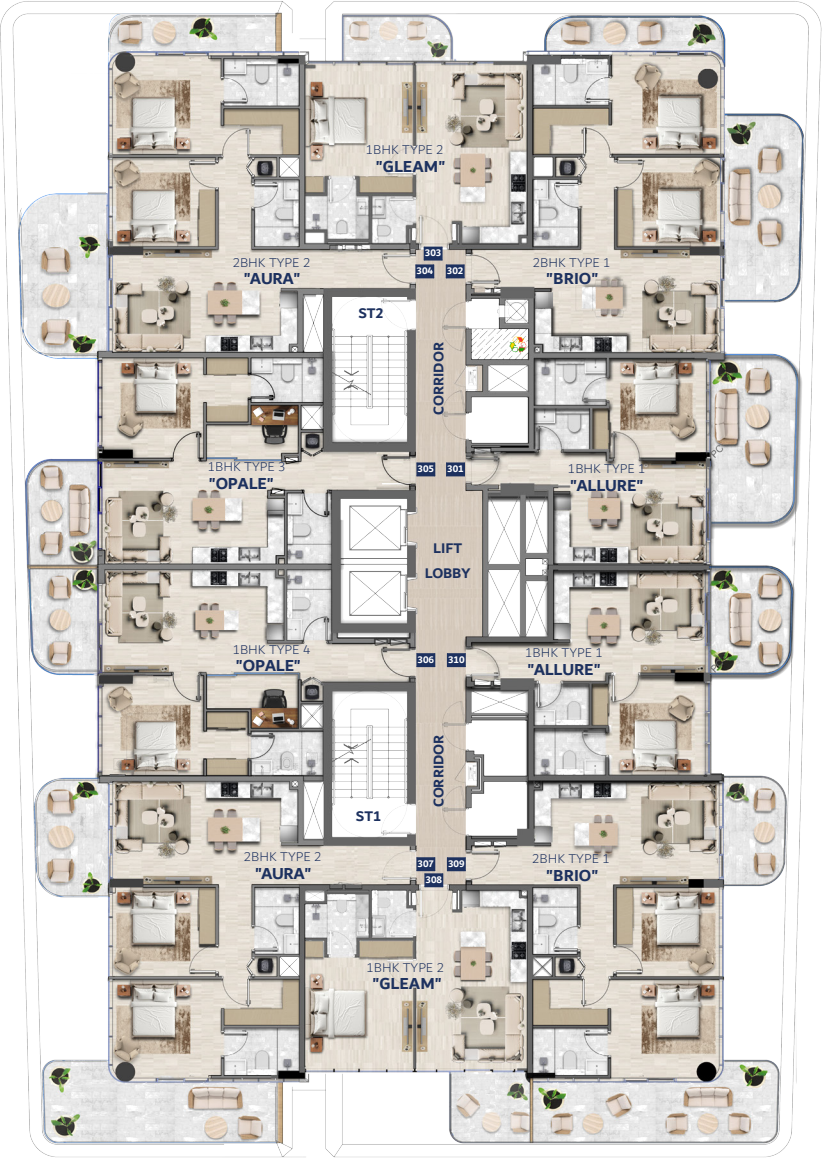 1BHK TYPE 2
"GLEAM"
303
304
302
2BHK TYPE 2
"AURA"
2BHK TYPE 1
"BRIO"
ST2
CORRIDOR
305
301
1BHK TYPE 3
"OPALE"
1BHK TYPE 1
"ALLURE"
LIFT
LOBBY
1BHK TYPE 4
"OPALE"
306
310
1BHK TYPE 1
"ALLURE"
CORRIDOR
ST1
2BHK TYPE 2
"AURA"
307
309
308
2BHK TYPE 1
"BRIO"
1BHK TYPE 2
"GLEAM"